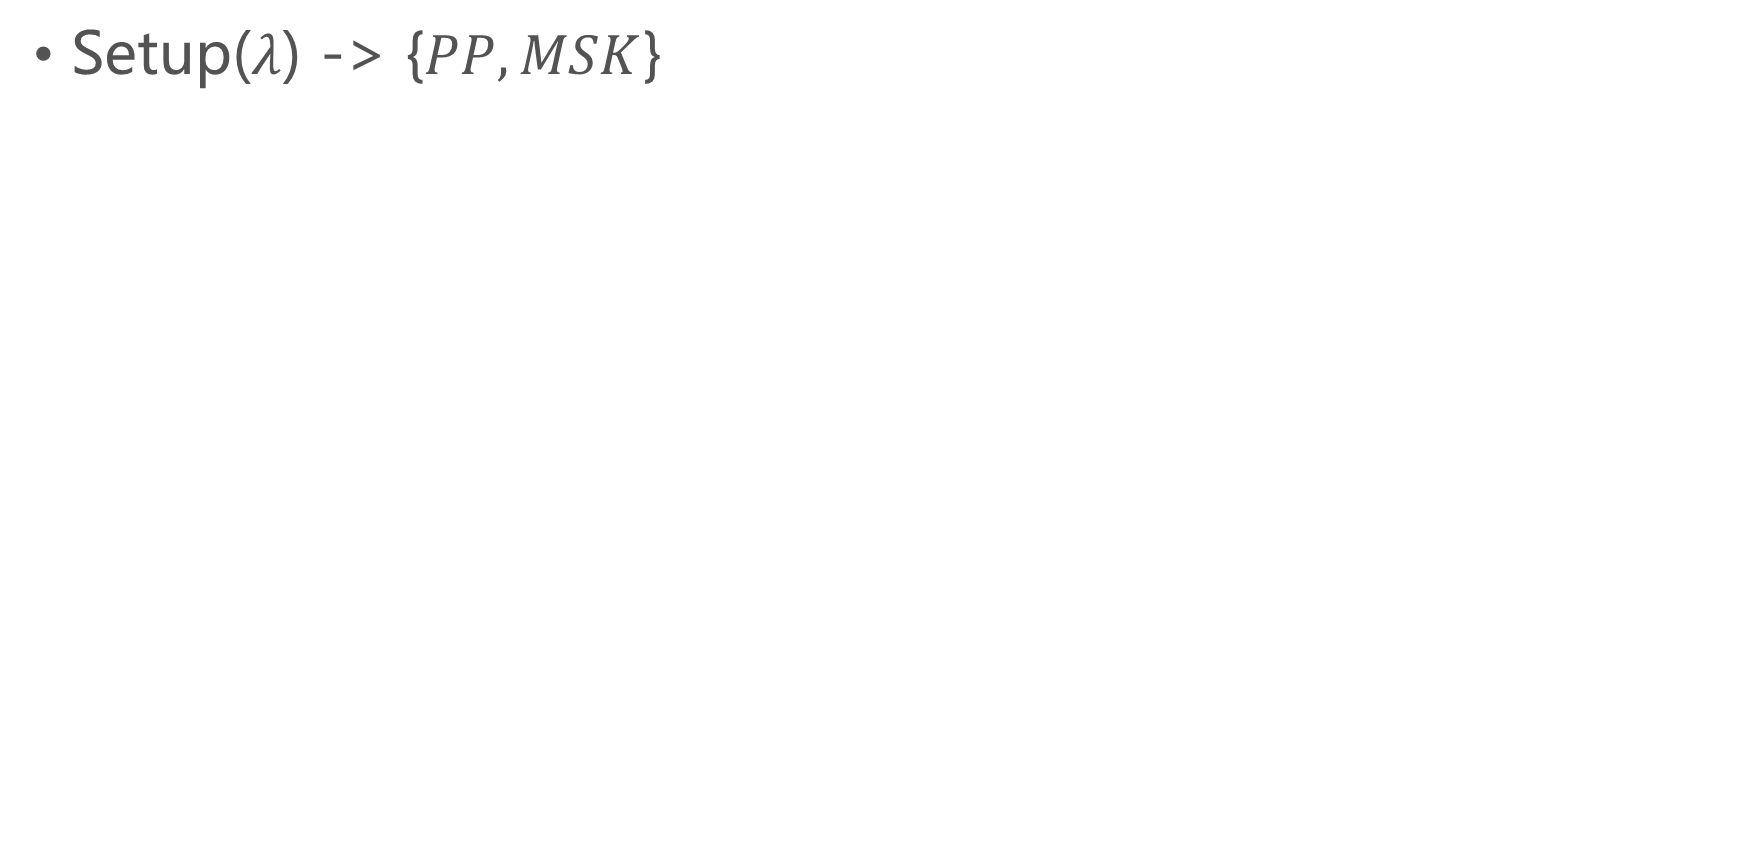 • Setup(λ) -> {PP, MSK}